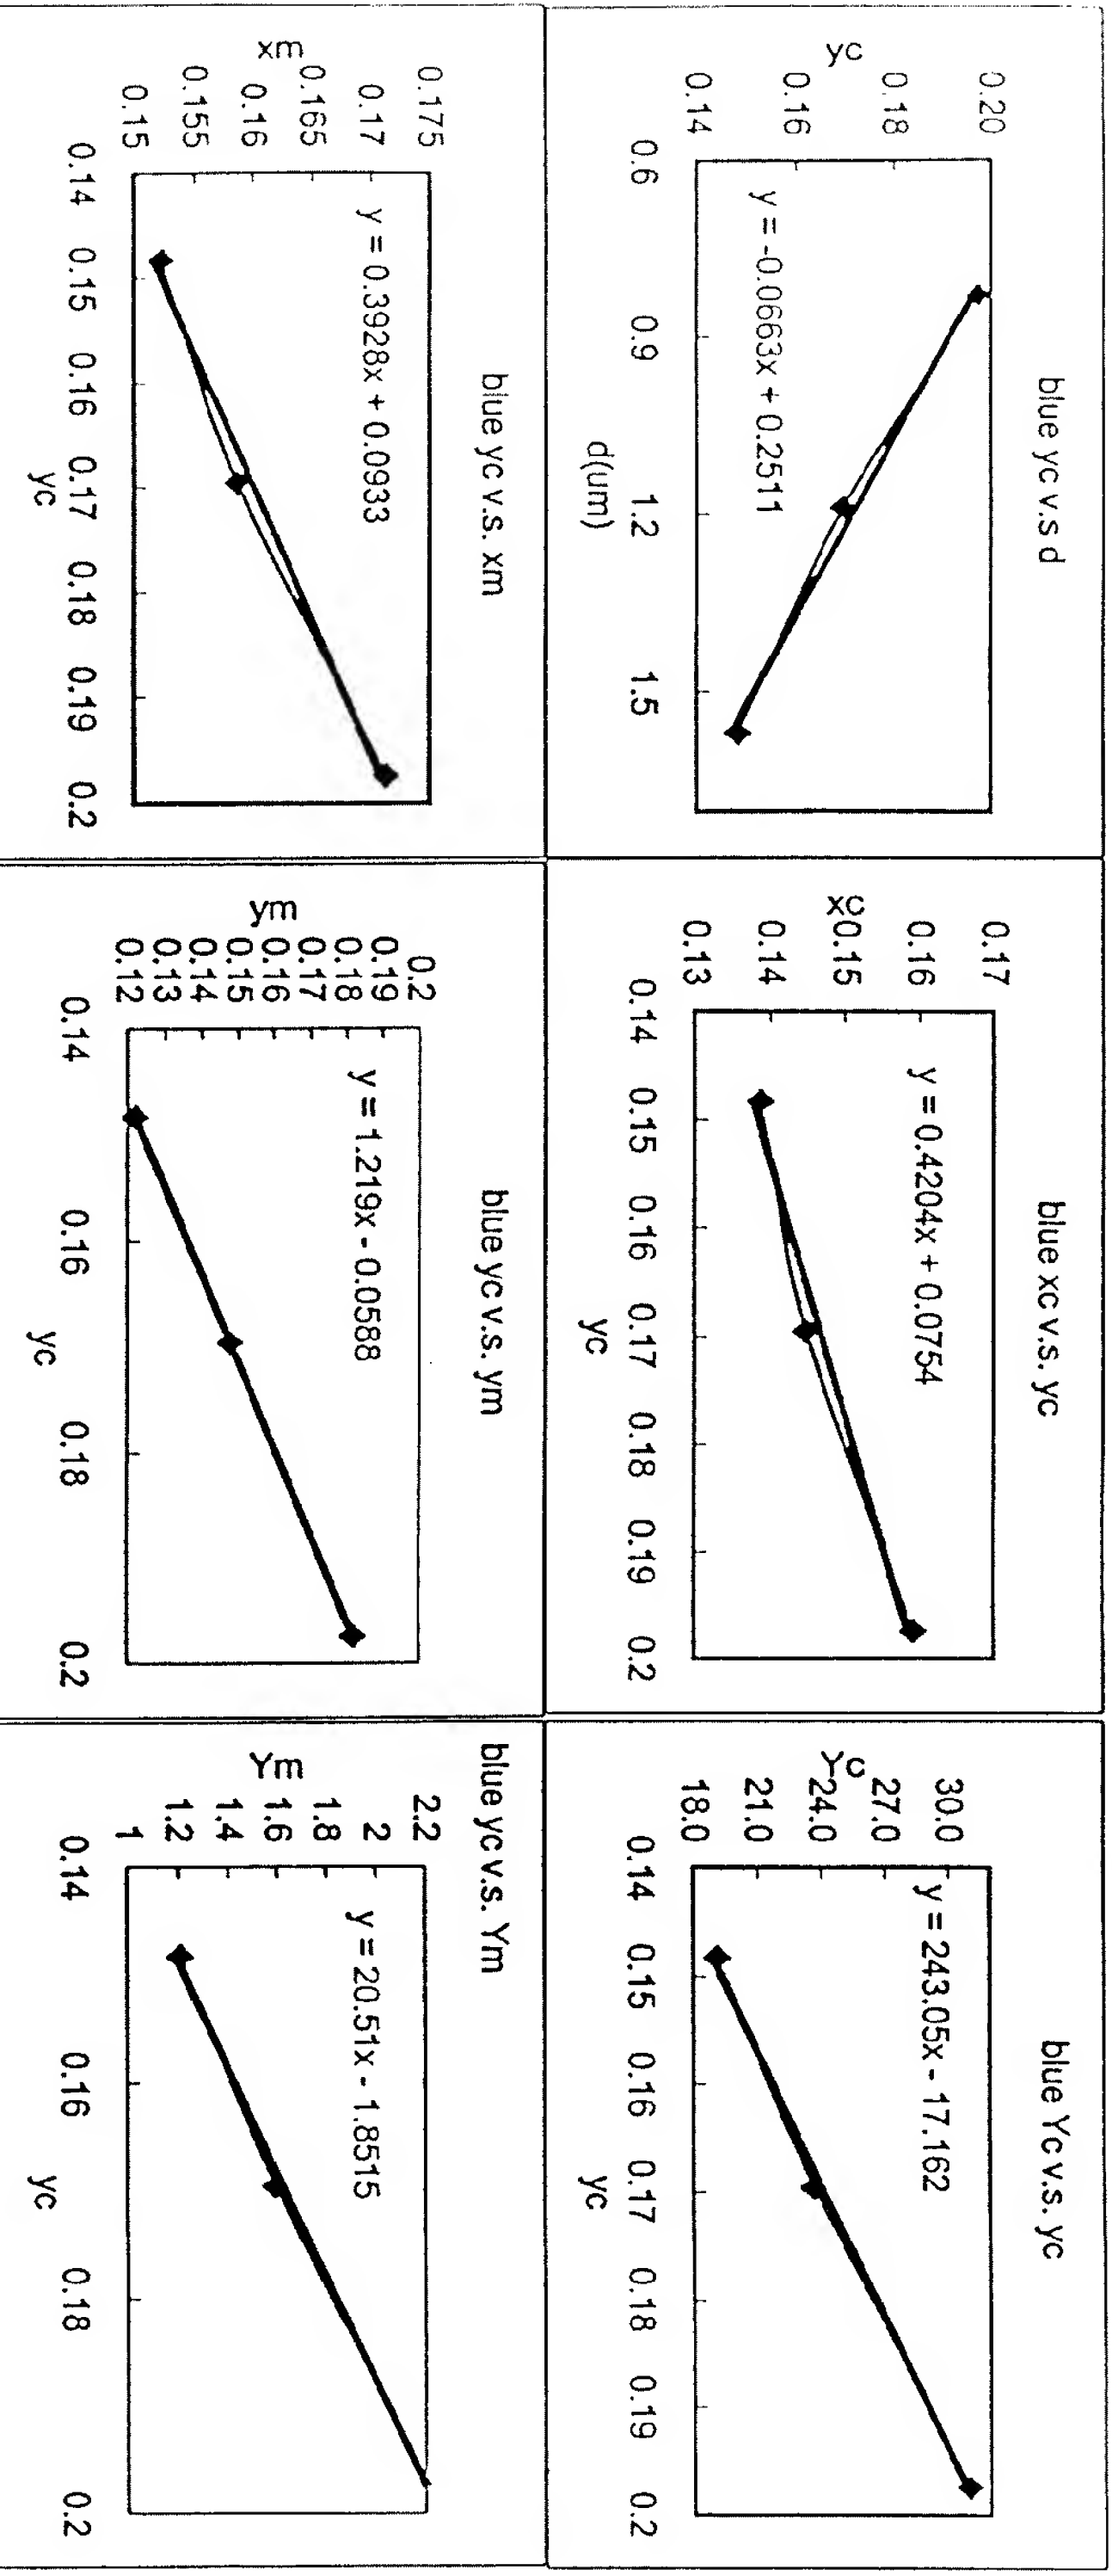 blue yc v.s d
yc
0.20
0.18
0.16
0.14
y = -0.0663x + 0.2511
0.6 0.9 1.2 1.5
d(um)
blue xc v.s. yc
xc
0.17
0.16
0.15
0.14
0.13
y = 0.4204x + 0.0754
0.14 0.15 0.16 0.17 0.18 0.19 0.2
yc
blue Yc v.s. yc
Yc
30.0
27.0
24.0
21.0
18.0
y = 243.05x - 17.162
0.14 0.15 0.16 0.17 0.18 0.19 0.2
yc
blue yc v.s. xm
xm
0.175
0.17
0.165
0.16
0.155
0.15
y = 0.3928x + 0.0933
0.14 0.15 0.16 0.17 0.18 0.19 0.2
yc
blue yc v.s. ym
ym
0.2
0.19
0.18
0.17
0.16
0.15
0.14
0.13
0.12
y = 1.219x - 0.0588
0.14 0.16 0.18 0.2
yc
blue yc v.s. Ym
Ym
2.2
2
1.8
1.6
1.4
1.2
1
y = 20.51x - 1.8515
0.14 0.16 0.18 0.2
yc